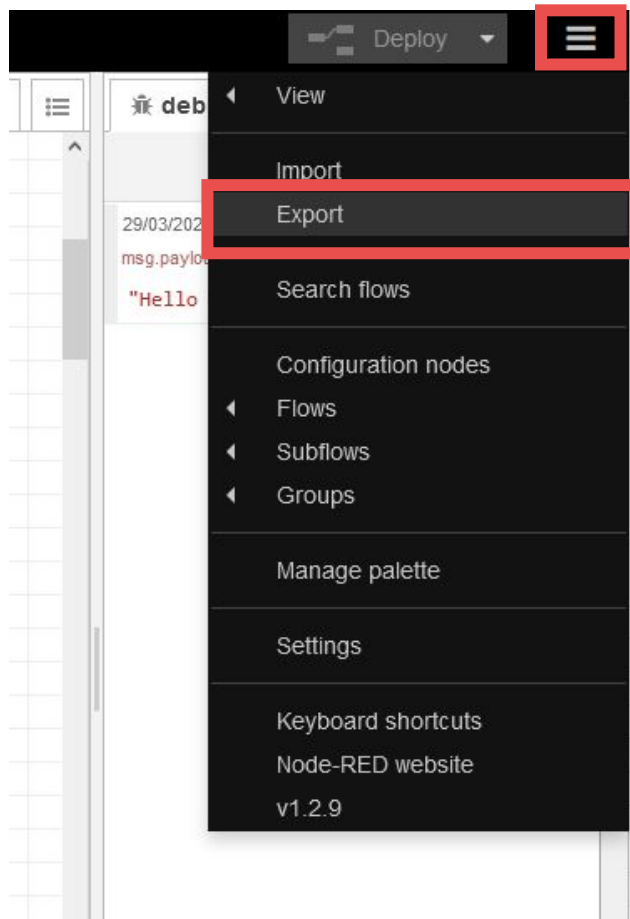 Deploy
deb
View
Import
29/03/202
Export
msg.paylo
"Hello
Search flows
Configuration nodes
Flows
Subflows
Groups
Manage palette
Settings
Keyboard shortcuts
Node-RED website
v1.2.9